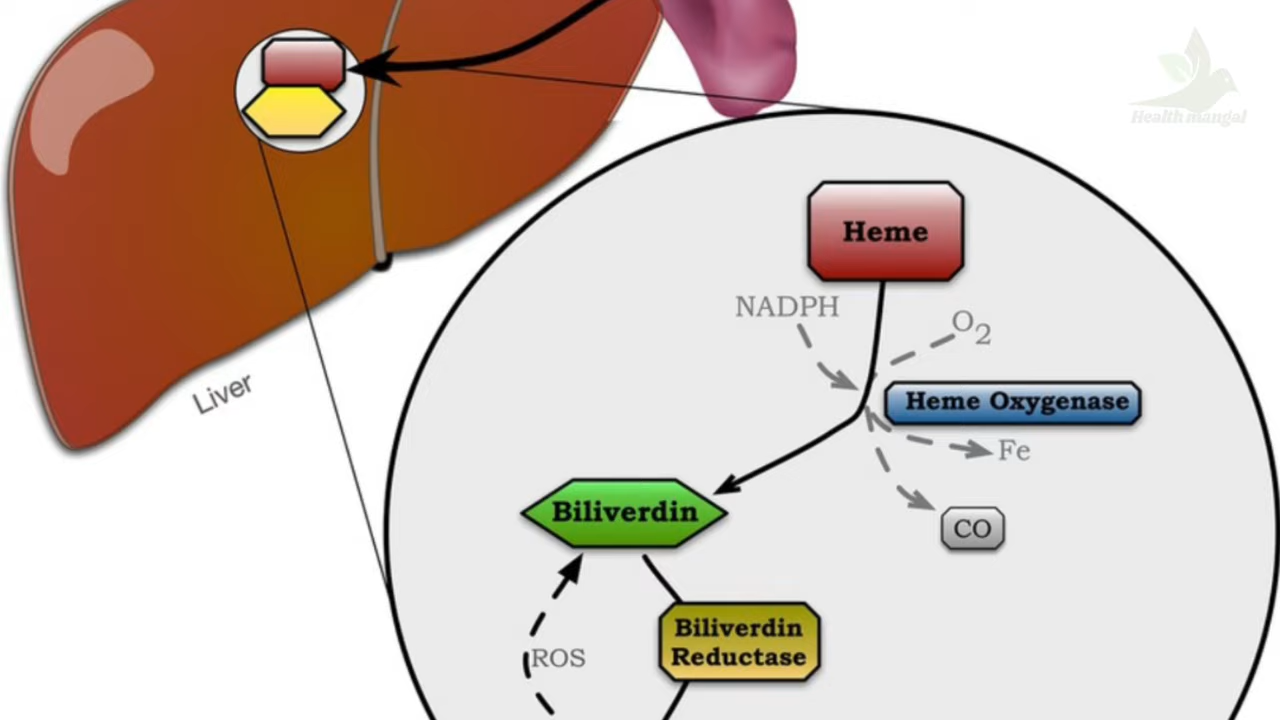 Health mangal
Heme
NADPH
O2
Heme Oxygenase
Fe
Liver
Biliverdin
CO
Biliverdin
Reductase
ROS